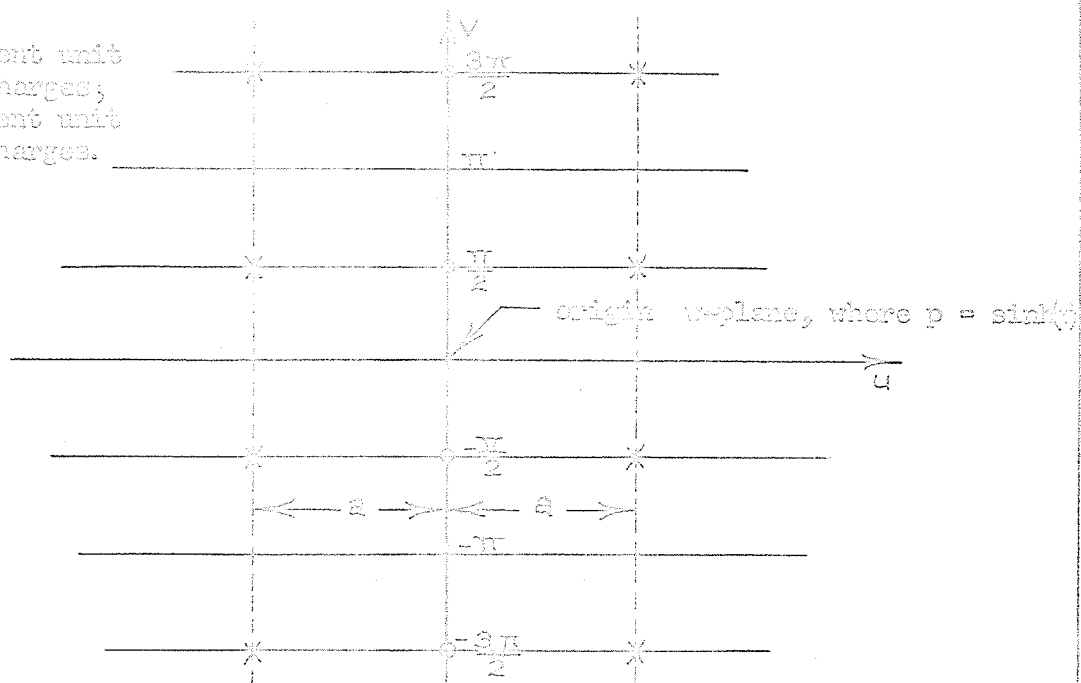 ent unit
harges;
ent unit
harges.
V
3π/2
π
π/2
origin w-plane, where p = sinh(
u
-π/2
a a
-π
-3π/2